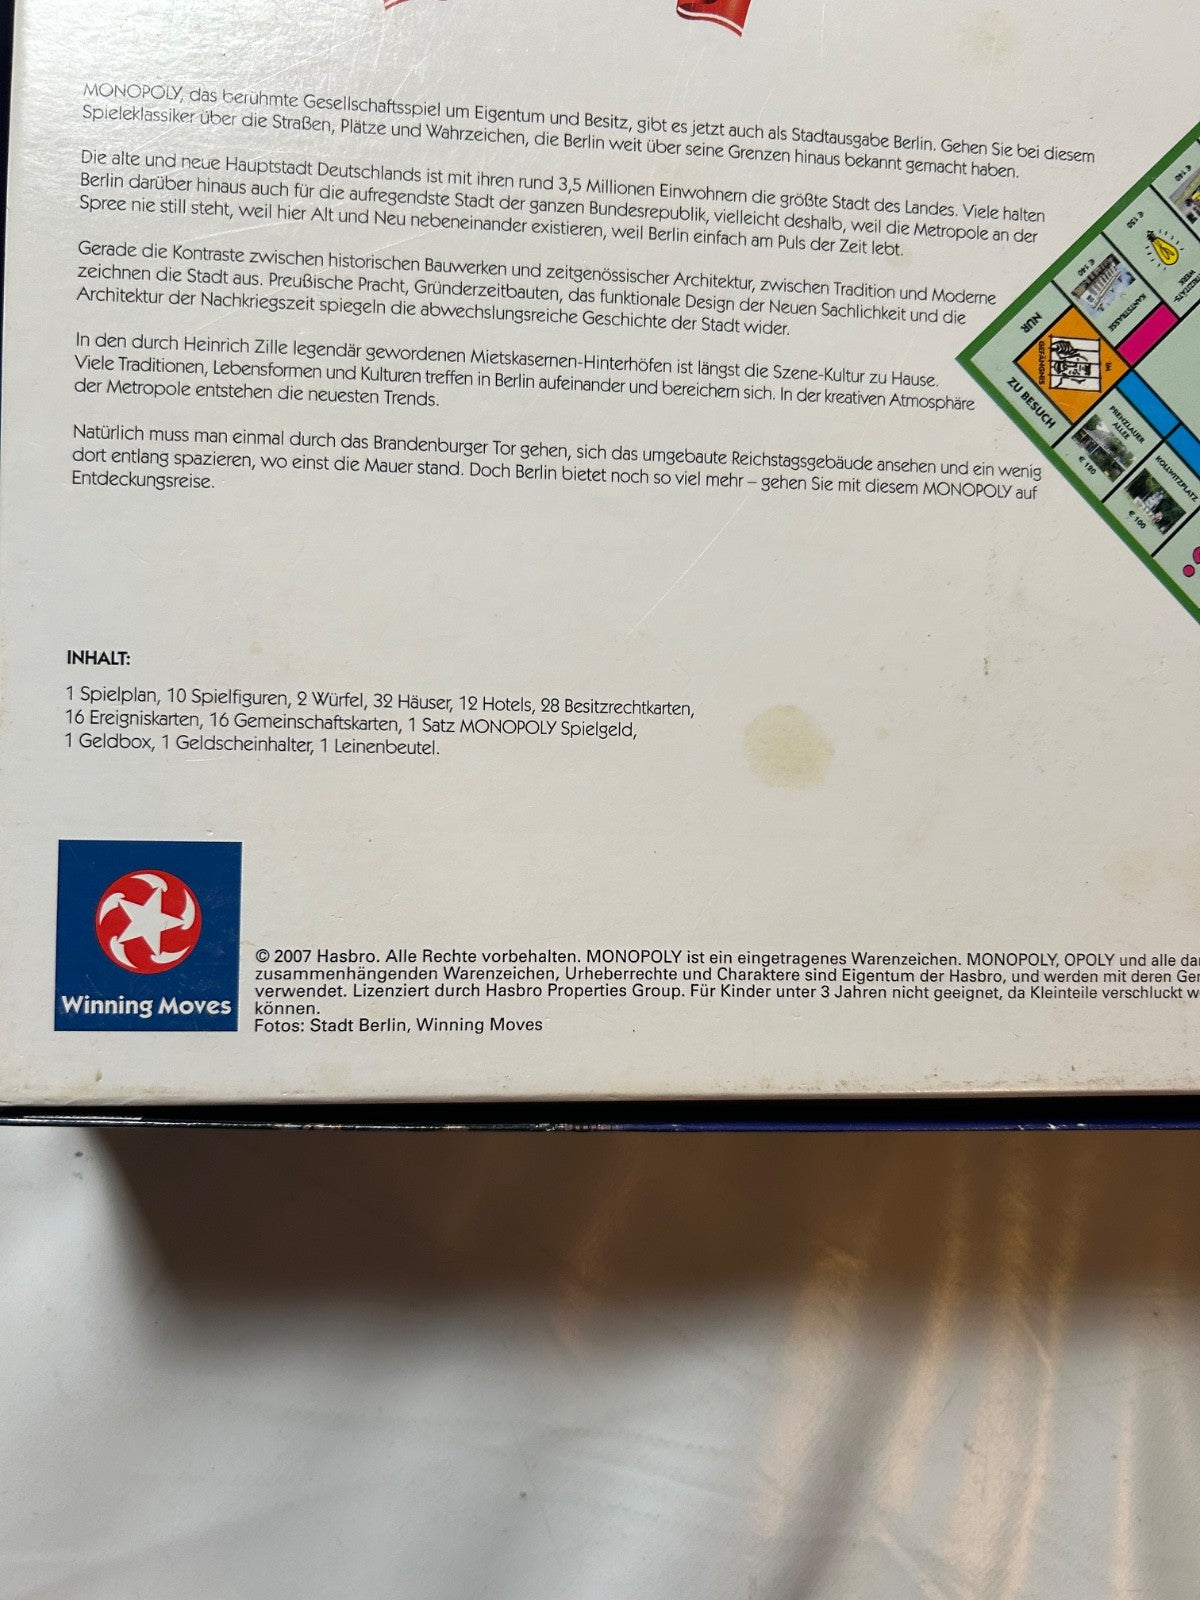 MONOPOLY, das berühmte Gesellschaftsspiel um Eigentum und Besitz, gibt es jetzt auch als Stadtausgabe Berlin. Gehen Sie bei diesem
Spieleklassiker über die Straßen, Plätze und Wahrzeichen, die Berlin weit über seine Grenzen hinaus bekannt gemacht haben.
Die alte und neue Hauptstadt Deutschlands ist mit ihren rund 3,5 Millionen Einwohnern die größte Stadt des Landes. Viele halten
Berlin darüber hinaus auch für die aufregendste Stadt der ganzen Bundesrepublik, vielleicht deshalb, weil die Metropole an der
Spree nie still steht, weil hier Alt und Neu nebeneinander existieren, weil Berlin einfach am Puls der Zeit lebt.
Gerade die Kontraste zwischen historischen Bauwerken und zeitgenössischer Architektur, zwischen Tradition und Moderne
zeichnen die Stadt aus. Preußische Pracht, Gründerzeitbauten, das funktionale Design der Neuen Sachlichkeit und die
Architektur der Nachkriegszeit spiegeln die abwechslungsreiche Geschichte der Stadt wider.
In den durch Heinrich Zille legendär gewordenen Mietskasernen-Hinterhöfen ist längst die Szene-Kultur zu Hause.
Viele Traditionen, Lebensformen und Kulturen treffen in Berlin aufeinander und bereichern sich. In der kreativen Atmosphäre
der Metropole entstehen die neuesten Trends.
Natürlich muss man einmal durch das Brandenburger Tor gehen, sich das umgebaute Reichstagsgebäude ansehen und ein wenig
dort entlang spazieren, wo einst die Mauer stand. Doch Berlin bietet noch so viel mehr – gehen Sie mit diesem MONOPOLY auf
Entdeckungsreise.
€ 140
€ 150
€ 140
KANTSTRASSE
NUR
ZU BESUCH
IM
GEFÄNGNIS
PRENZLAUER
ALLEE
€ 120
KOLLWITZPLATZ
€ 100
INHALT:
1 Spielplan, 10 Spielfiguren, 2 Würfel, 32 Häuser, 12 Hotels, 28 Besitzrechtkarten,
16 Ereigniskarten, 16 Gemeinschaftskarten, 1 Satz MONOPOLY Spielgeld,
1 Geldbox, 1 Geldscheinhalter, 1 Leinenbeutel.
Winning Moves
© 2007 Hasbro. Alle Rechte vorbehalten. MONOPOLY ist ein eingetragenes Warenzeichen. MONOPOLY, OPOLY und alle da
zusammenhängenden Warenzeichen, Urheberrechte und Charaktere sind Eigentum der Hasbro, und werden mit deren Ge
verwendet. Lizenziert durch Hasbro Properties Group. Für Kinder unter 3 Jahren nicht geeignet, da Kleinteile verschluckt w
können.
Fotos: Stadt Berlin, Winning Moves